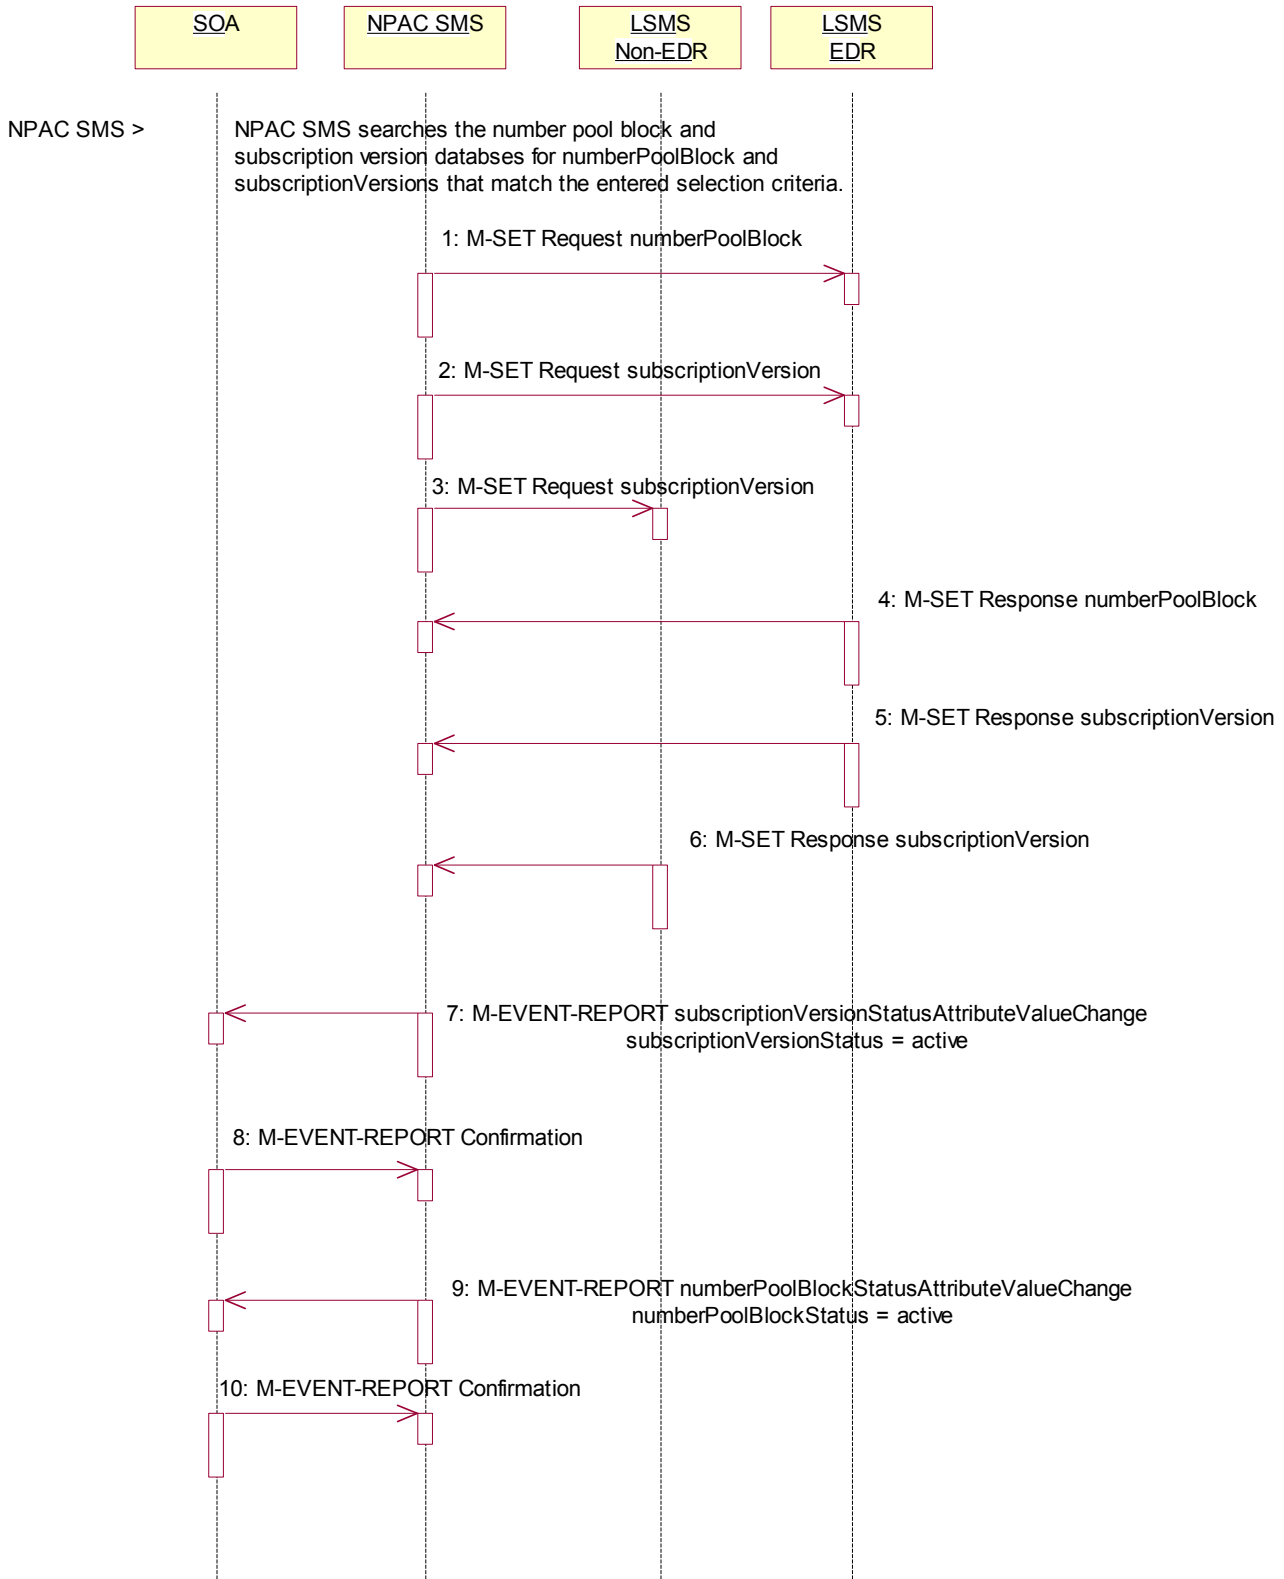 SOA
NPAC SMS
LSMS
Non-EDR
LSMS
EDR
NPAC SMS >
NPAC SMS searches the number pool block and
subscription version databses for numberPoolBlock and
subscriptionVersions that match the entered selection criteria.
1: M-SET Request numberPoolBlock
2: M-SET Request subscriptionVersion
3: M-SET Request subscriptionVersion
4: M-SET Response numberPoolBlock
5: M-SET Response subscriptionVersion
6: M-SET Response subscriptionVersion
7: M-EVENT-REPORT subscriptionVersionStatusAttributeValueChange
subscriptionVersionStatus = active
8: M-EVENT-REPORT Confirmation
9: M-EVENT-REPORT numberPoolBlockStatusAttributeValueChange
numberPoolBlockStatus = active
10: M-EVENT-REPORT Confirmation